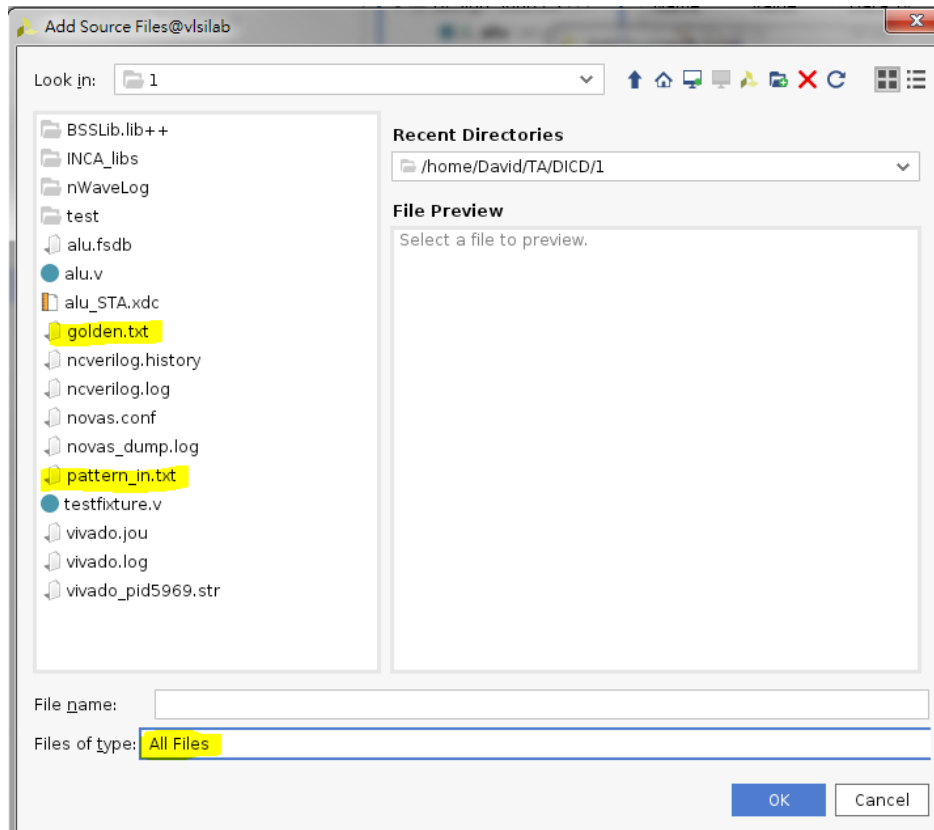 Add Source Files@vlsilab
Look in: 1
BSSLib.lib++
INCA_libs
nWaveLog
test
alu.fsdb
alu.v
alu_STA.xdc
golden.txt
ncverilog.history
ncverilog.log
novas.conf
novas_dump.log
pattern_in.txt
testfixture.v
vivado.jou
vivado.log
vivado_pid5969.str
Recent Directories
/home/David/TA/DICD/1
File Preview
Select a file to preview.
File name:
Files of type: All Files
OK Cancel